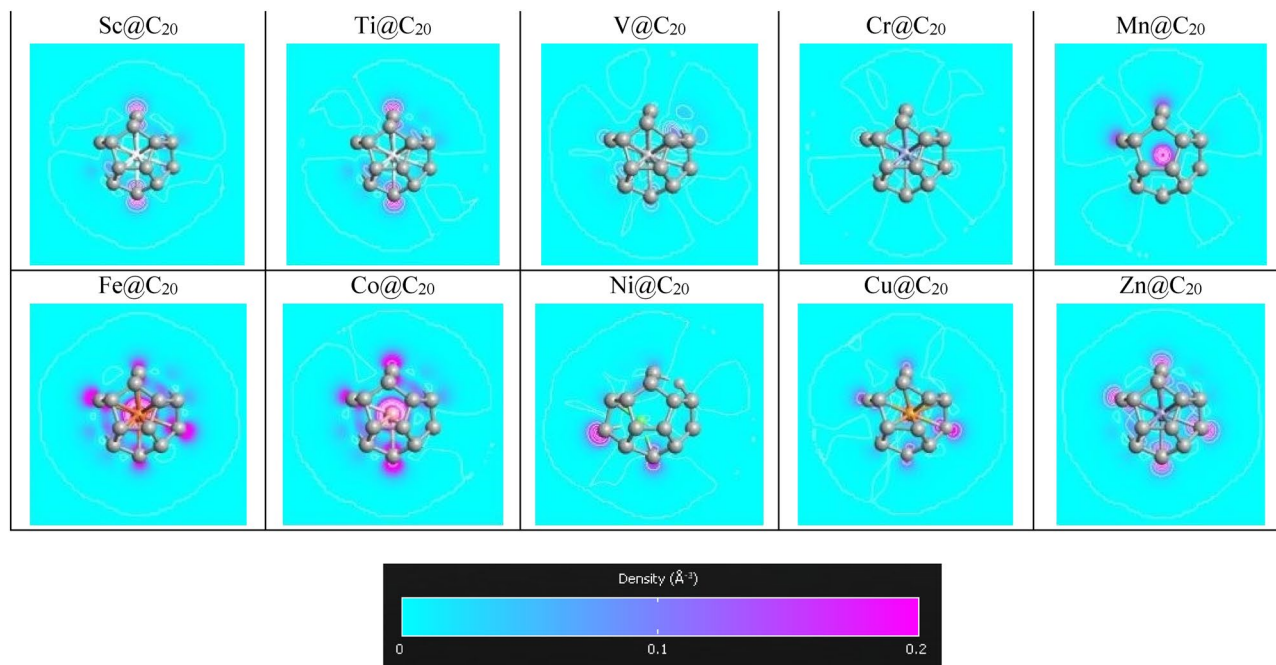 Sc@C₂₀ Ti@C₂₀ V@C₂₀ Cr@C₂₀ Mn@C₂₀
Fe@C₂₀ Co@C₂₀ Ni@C₂₀ Cu@C₂₀ Zn@C₂₀
Density (Å⁻³)
0 0.1 0.2